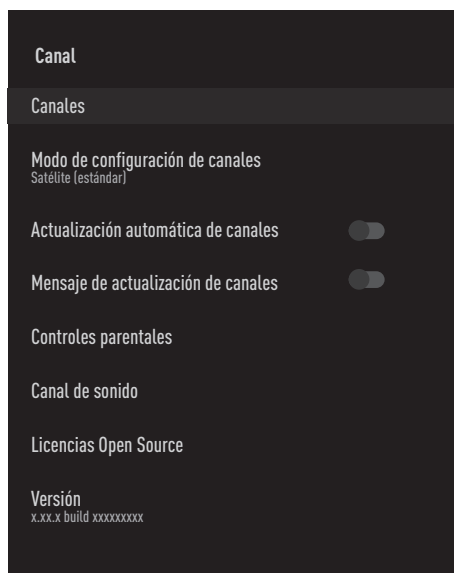 Canal
Canales
Modo de configuración de canales
Satélite (estándar)
Actualización automática de canales
Mensaje de actualización de canales
Controles parentales
Canal de sonido
Licencias Open Source
Versión
x.xx.x build xxxxxxxxx